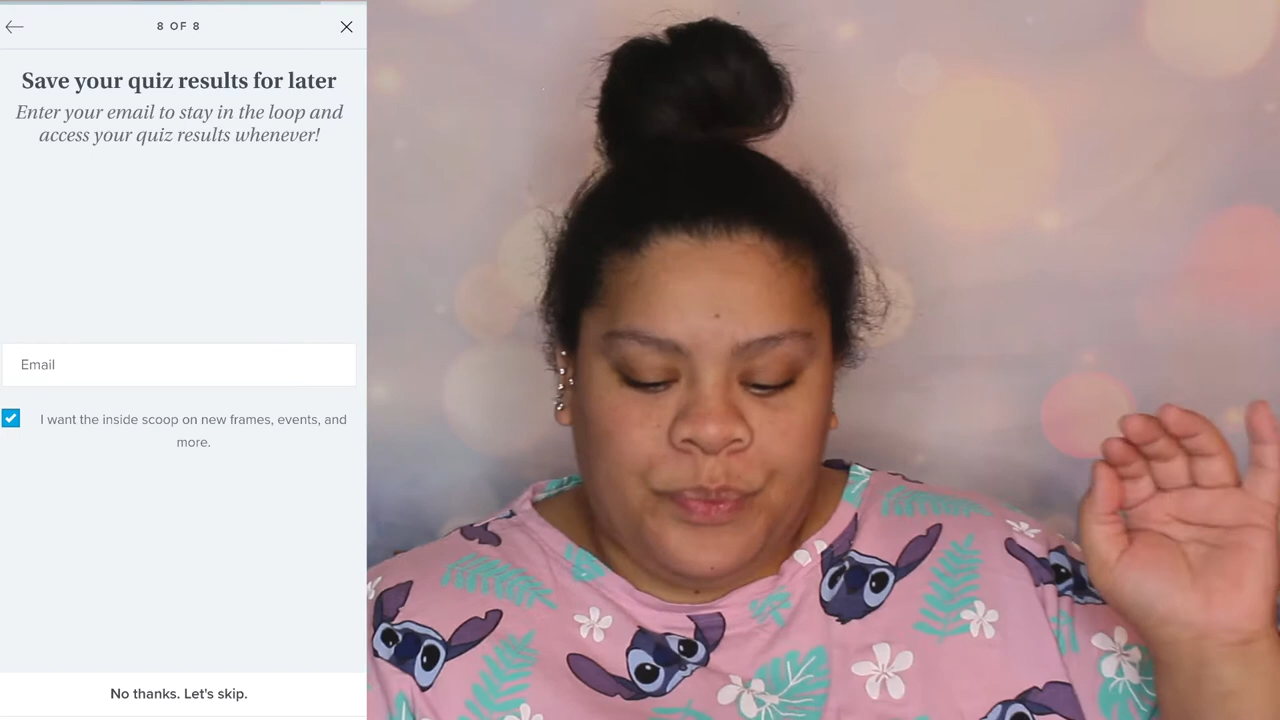 8 OF 8
Save your quiz results for later
Enter your email to stay in the loop and
access your quiz results whenever!
Email
I want the inside scoop on new frames, events, and
more.
No thanks. Let's skip.